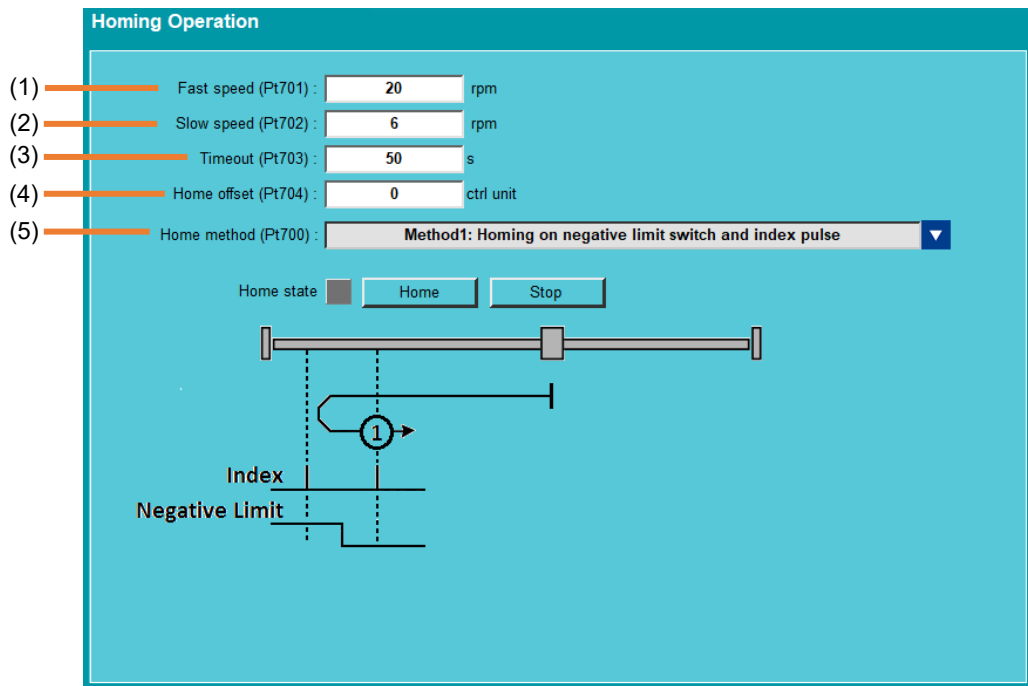 Homing Operation
(1) Fast speed (Pt701) : 20 rpm
(2) Slow speed (Pt702) : 6 rpm
(3) Timeout (Pt703) : 50 s
(4) Home offset (Pt704) : 0 ctrl unit
(5) Home method (Pt700) : Method1: Homing on negative limit switch and index pulse
Home state Home Stop
1
Index
Negative Limit